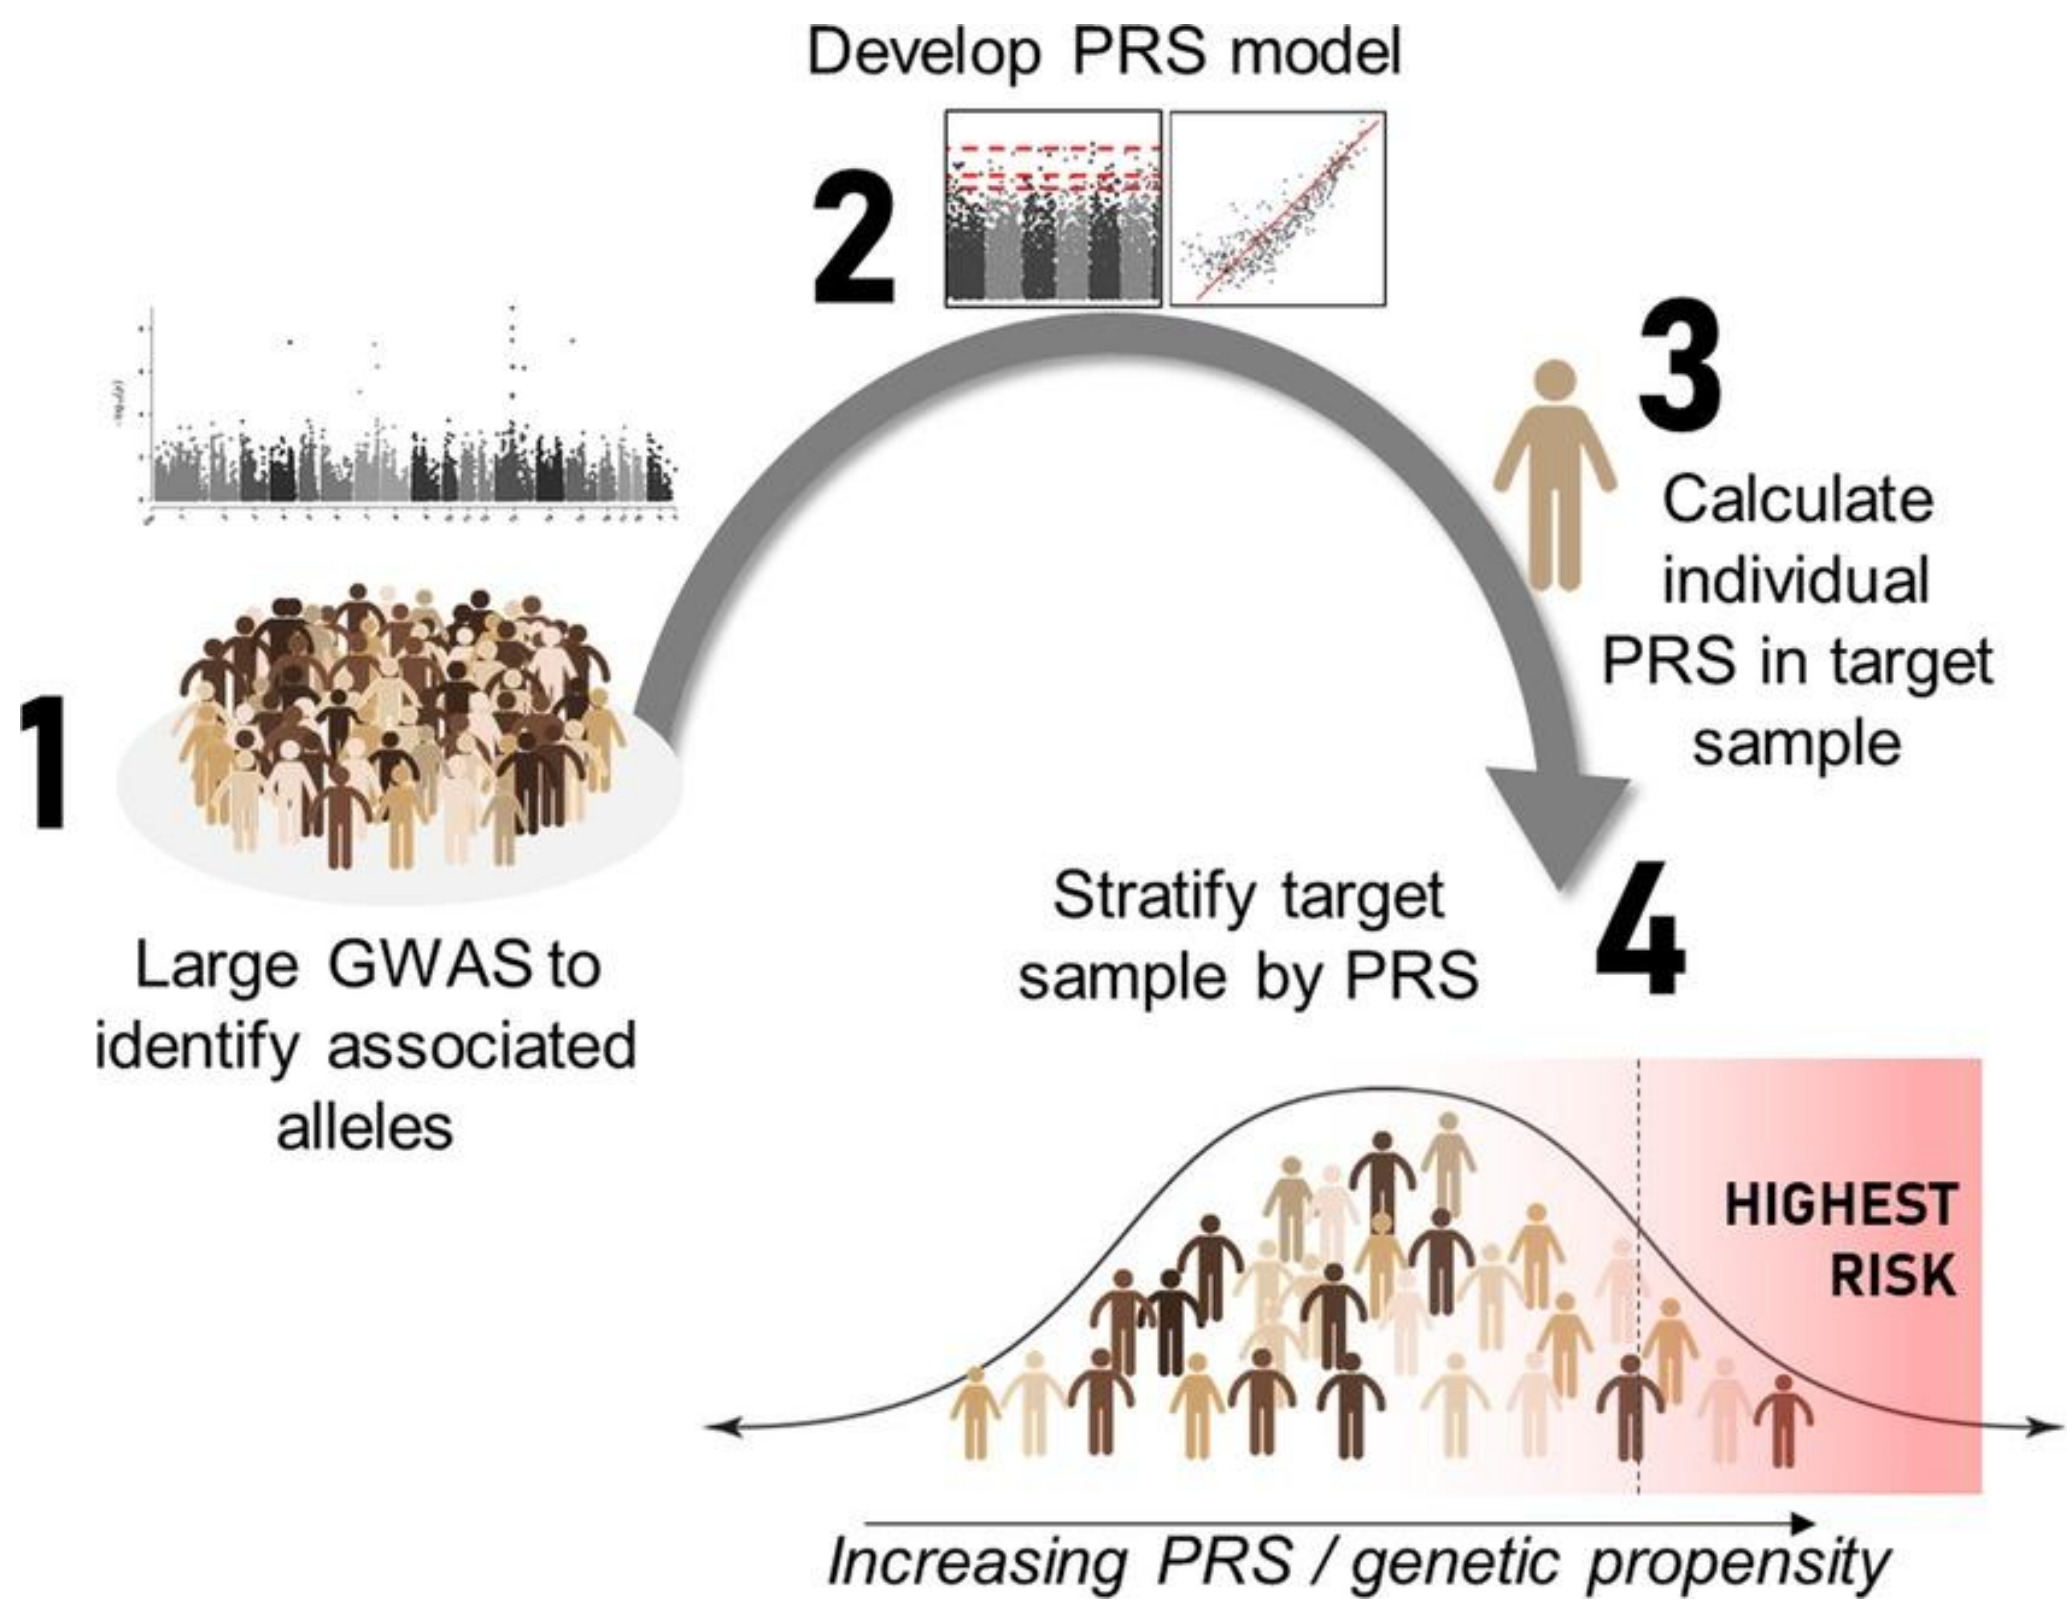 Develop PRS model
2
3
Calculate
individual
PRS in target
sample
1
Large GWAS to
identify associated
alleles
Stratify target
sample by PRS
4
HIGHEST
RISK
Increasing PRS / genetic propensity